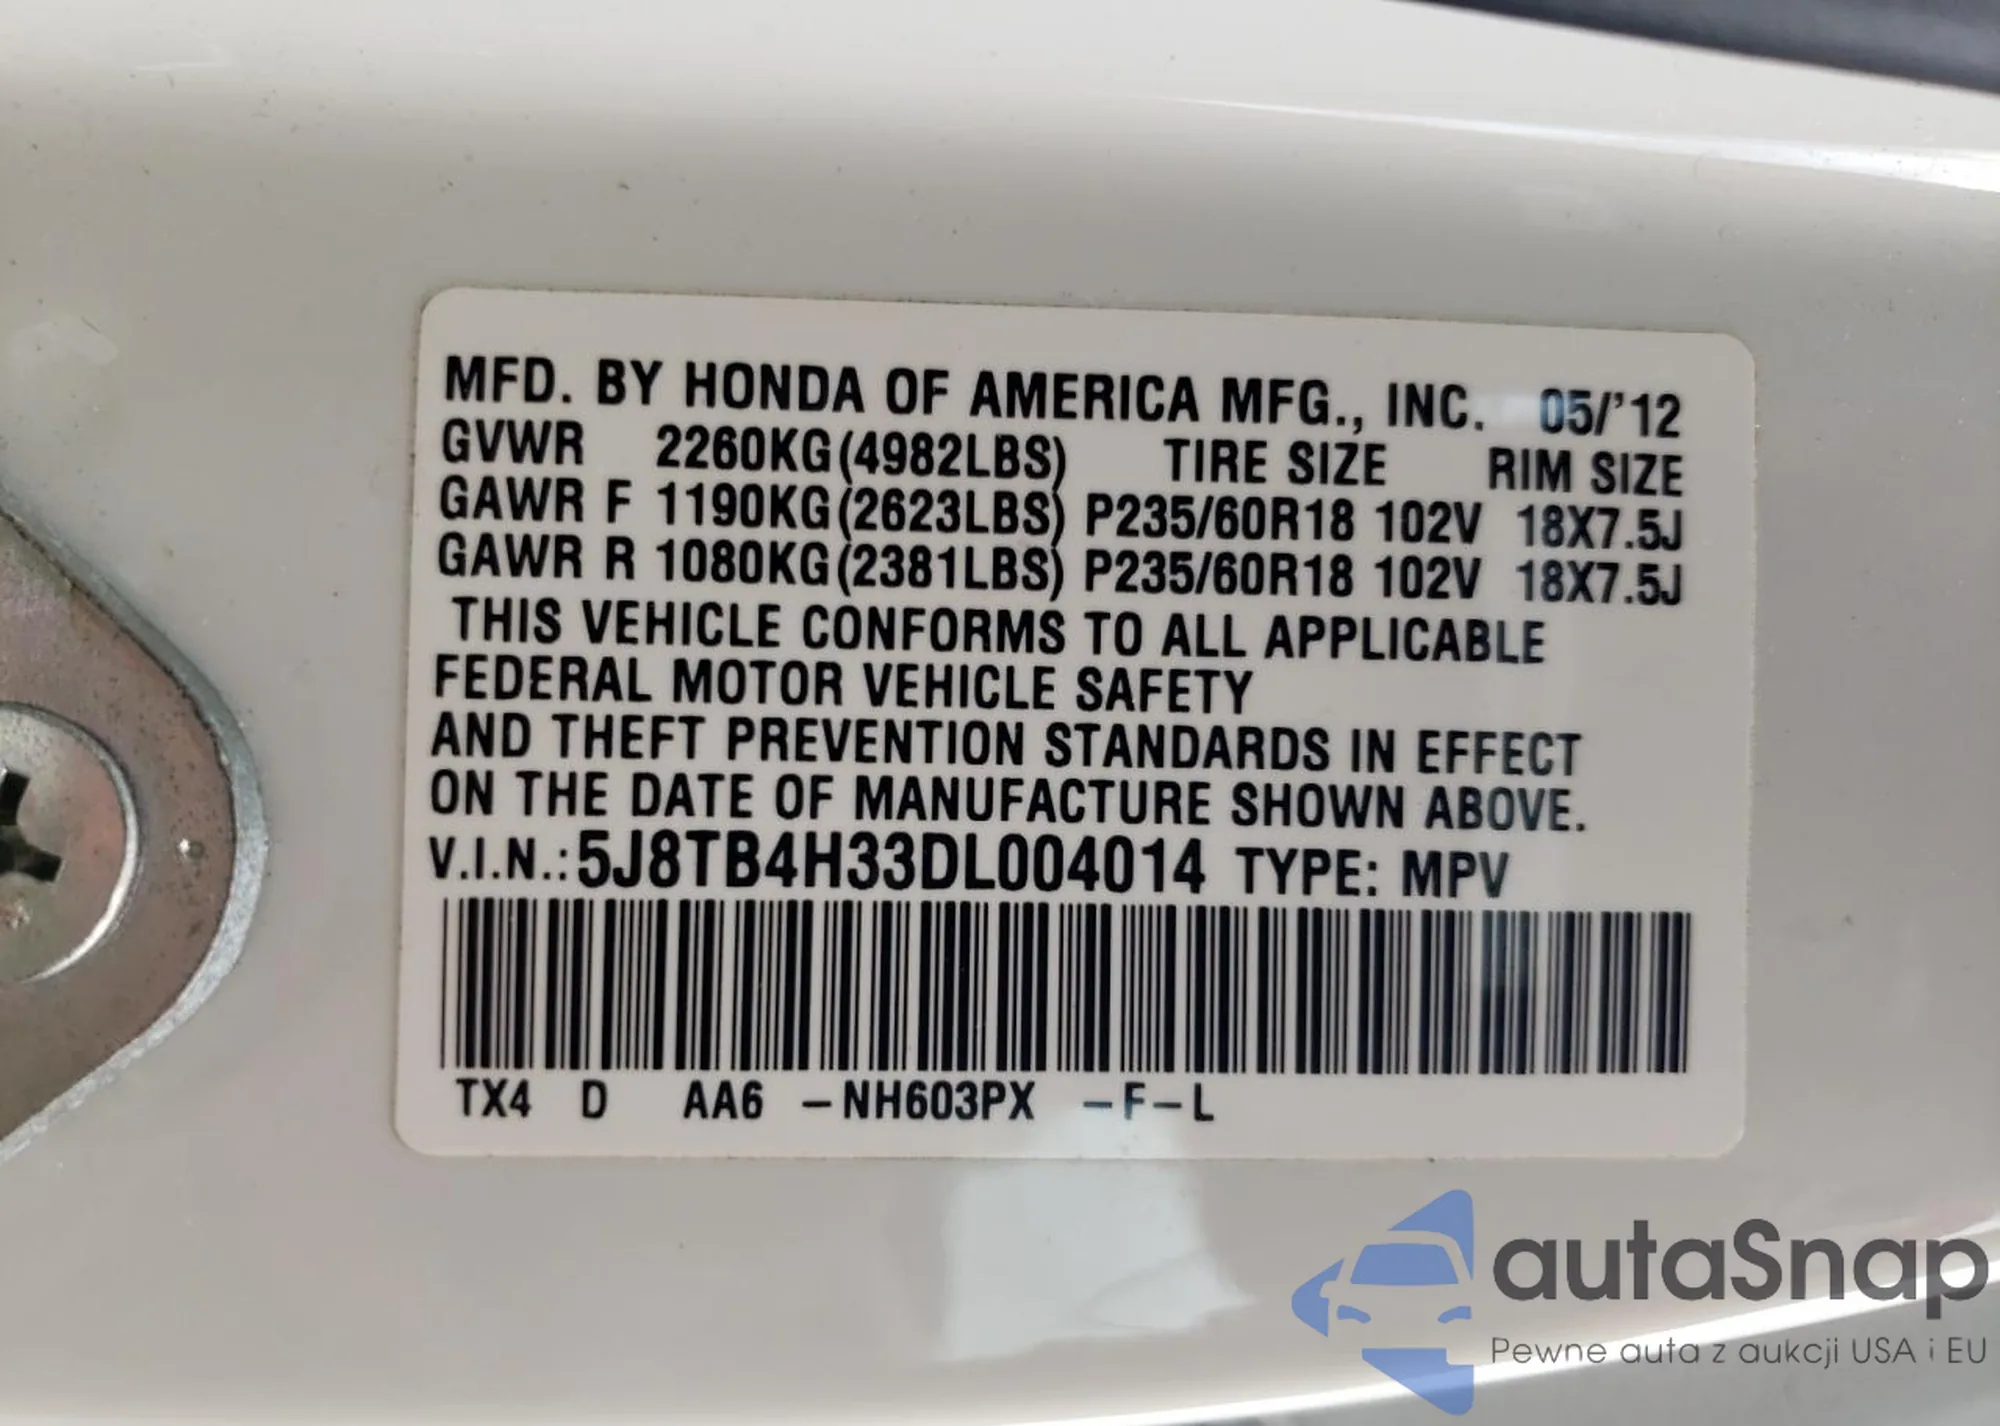 MFD. BY HONDA OF AMERICA MFG., INC. 05/'12
GVWR 2260KG(4982LBS) TIRE SIZE RIM SIZE
GAWR F 1190KG(2623LBS) P235/60R18 102V 18X7.5J
GAWR R 1080KG(2381LBS) P235/60R18 102V 18X7.5J
THIS VEHICLE CONFORMS TO ALL APPLICABLE
FEDERAL MOTOR VEHICLE SAFETY
AND THEFT PREVENTION STANDARDS IN EFFECT
ON THE DATE OF MANUFACTURE SHOWN ABOVE.
V.I.N.:5J8TB4H33DL004014 TYPE: MPV
TX4 D AA6 -NH603PX -F-L
autaSnap
Pewne auta z aukcji USA i EU